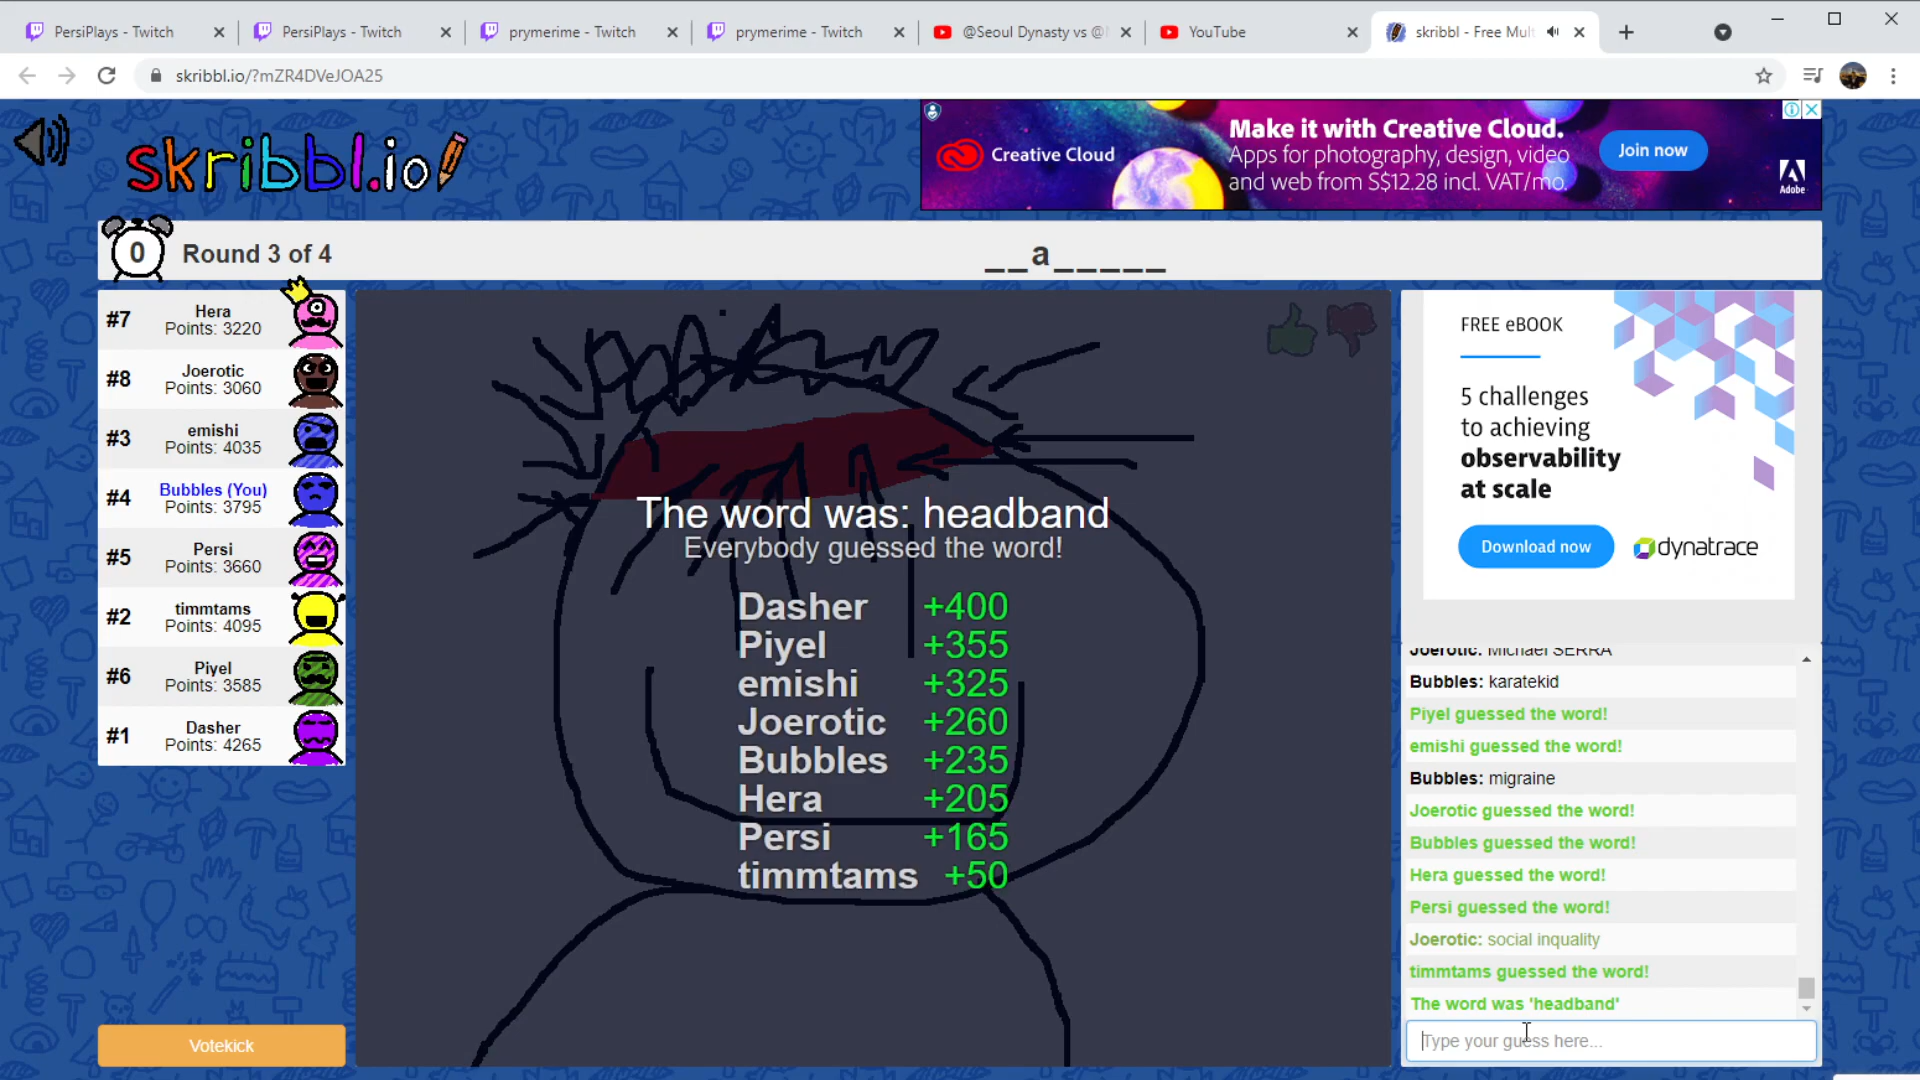 PersiPlays - Twitch
PersiPlays - Twitch
prymerime - Twitch
prymerime - Twitch
@Seoul Dynasty vs @
YouTube
skribbl - Free Mult
skribbl.io/?mZR4DVeJOA25
skribbl.io
Creative Cloud
Make it with Creative Cloud.
Apps for photography, design, video
and web from S$12.28 incl. VAT/mo.
Join now
Adobe
0
Round 3 of 4
__a_____
#7
Hera
Points: 3220
#8
Joerotic
Points: 3060
#3
emishi
Points: 4035
#4
Bubbles (You)
Points: 3795
#5
Persi
Points: 3660
#2
timmtams
Points: 4095
#6
Piyel
Points: 3585
#1
Dasher
Points: 4265
Votekick
The word was: headband
Everybody guessed the word!
Dasher +400
Piyel +355
emishi +325
Joerotic +260
Bubbles +235
Hera +205
Persi +165
timmtams +50
FREE eBOOK
5 challenges
to achieving
observability
at scale
Download now
dynatrace
Joerotic: Michael SERRA
Bubbles: karatekid
Piyel guessed the word!
emishi guessed the word!
Bubbles: migraine
Joerotic guessed the word!
Bubbles guessed the word!
Hera guessed the word!
Persi guessed the word!
Joerotic: social inquality
timmtams guessed the word!
The word was 'headband'
Type your guess here...